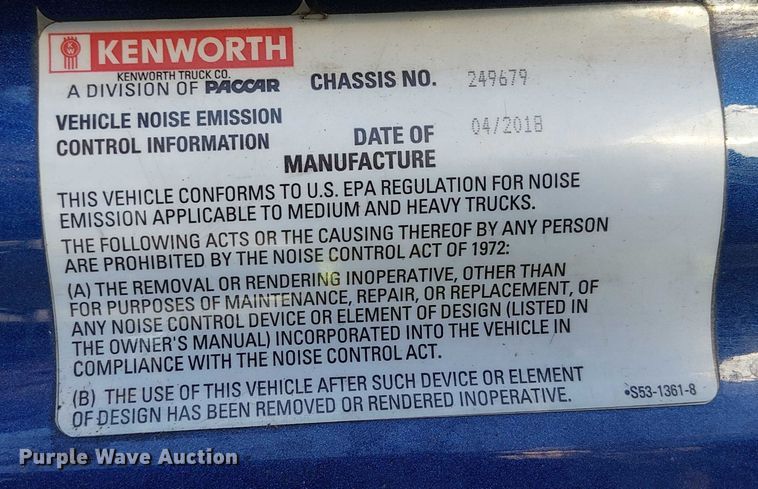 KENWORTH
KENWORTH TRUCK CO.
A DIVISION OF PACCAR
CHASSIS NO. 249679
VEHICLE NOISE EMISSION
CONTROL INFORMATION
DATE OF
MANUFACTURE
04/2018
THIS VEHICLE CONFORMS TO U.S. EPA REGULATION FOR NOISE
EMISSION APPLICABLE TO MEDIUM AND HEAVY TRUCKS.
THE FOLLOWING ACTS OR THE CAUSING THEREOF BY ANY PERSON
ARE PROHIBITED BY THE NOISE CONTROL ACT OF 1972:
(A) THE REMOVAL OR RENDERING INOPERATIVE, OTHER THAN
FOR PURPOSES OF MAINTENANCE, REPAIR, OR REPLACEMENT, OF
ANY NOISE CONTROL DEVICE OR ELEMENT OF DESIGN (LISTED IN
THE OWNER'S MANUAL) INCORPORATED INTO THE VEHICLE IN
COMPLIANCE WITH THE NOISE CONTROL ACT.
(B) THE USE OF THIS VEHICLE AFTER SUCH DEVICE OR ELEMENT
OF DESIGN HAS BEEN REMOVED OR RENDERED INOPERATIVE.
•S53-1361-8
Purple Wave Auction